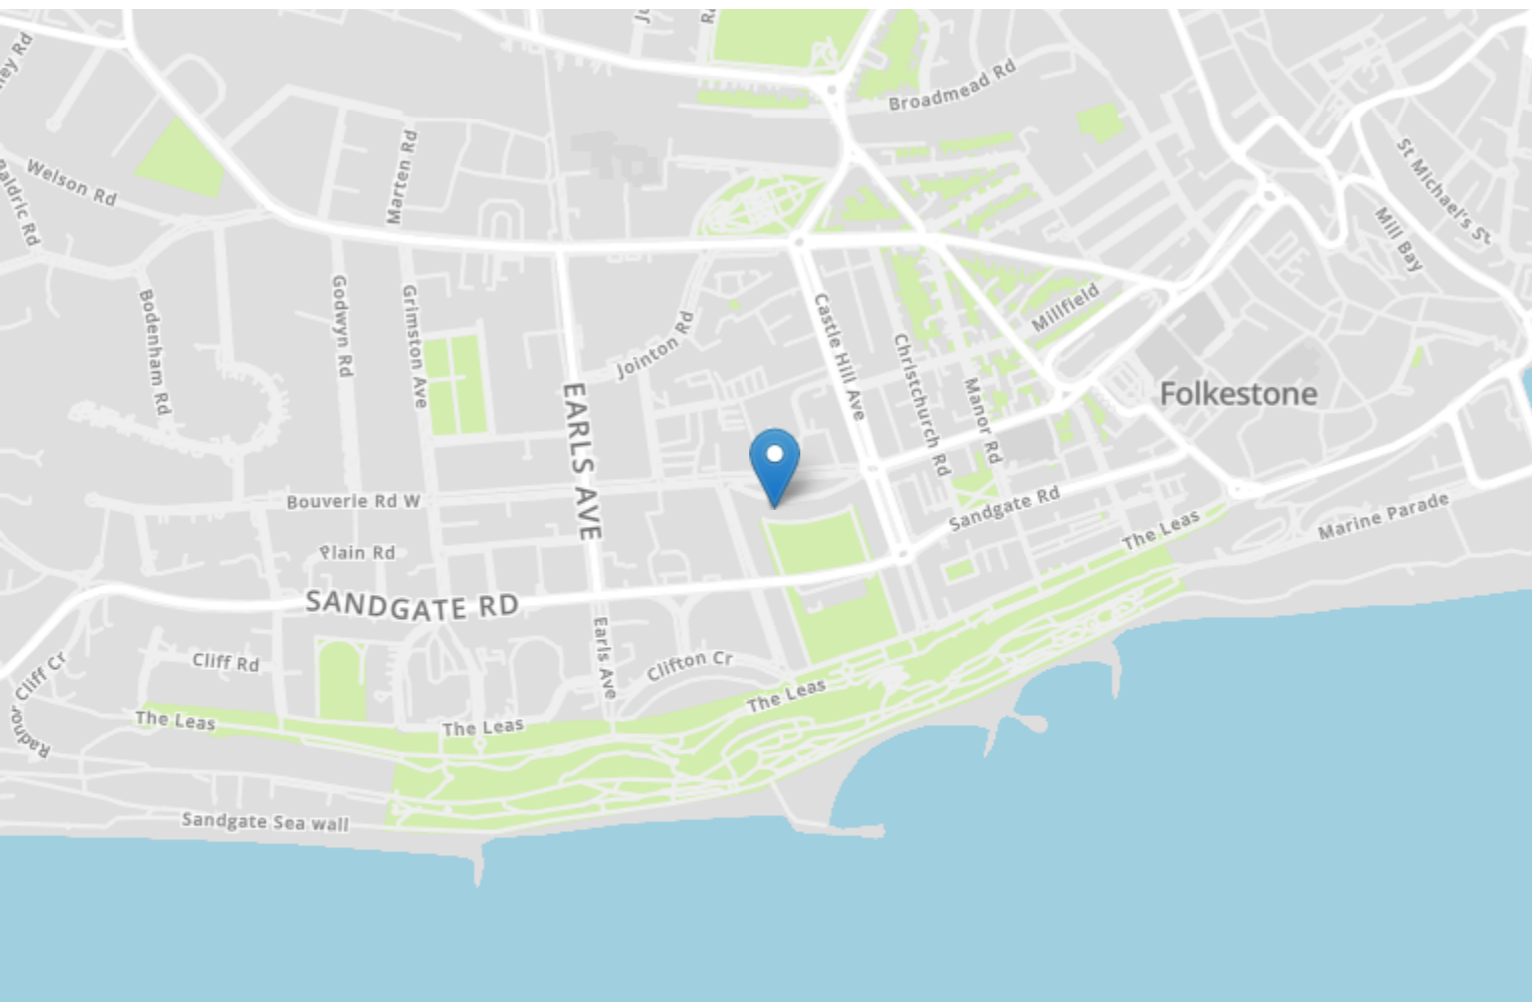 Broadmead Rd
St Michael's St
Marten Rd
Welson Rd
Baldric Rd
Mill Bay
Bodenham Rd
Godwyn Rd
Grimston Ave
Jointon Rd
Castle Hill Ave
Millfield
Christchurch Rd
Manor Rd
Folkestone
EARLS AVE
Bouverie Rd W
Sandgate Rd
Marine Parade
The Leas
Plain Rd
SANDGATE RD
Earls Ave
Cliff Rd
Clifton Cr
Cliff Cr
The Leas
The Leas
The Leas
Radnor
Sandgate Sea wall